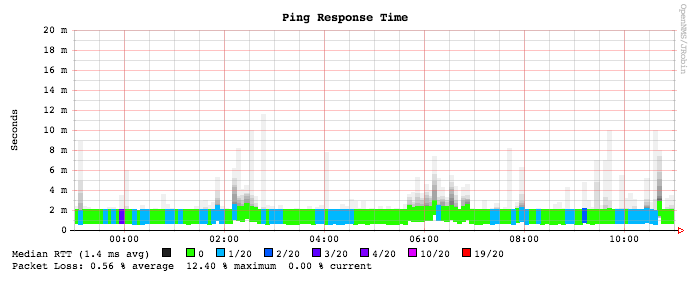 Ping Response Time
OpenNMS/JRobin
Seconds
20 m
18 m
16 m
14 m
12 m
10 m
8 m
6 m
4 m
2 m
0
00:00 02:00 04:00 06:00 08:00 10:00
Median RTT (1.4 ms avg) 0 1/20 2/20 3/20 4/20 10/20 19/20
Packet Loss: 0.56 % average 12.40 % maximum 0.00 % current